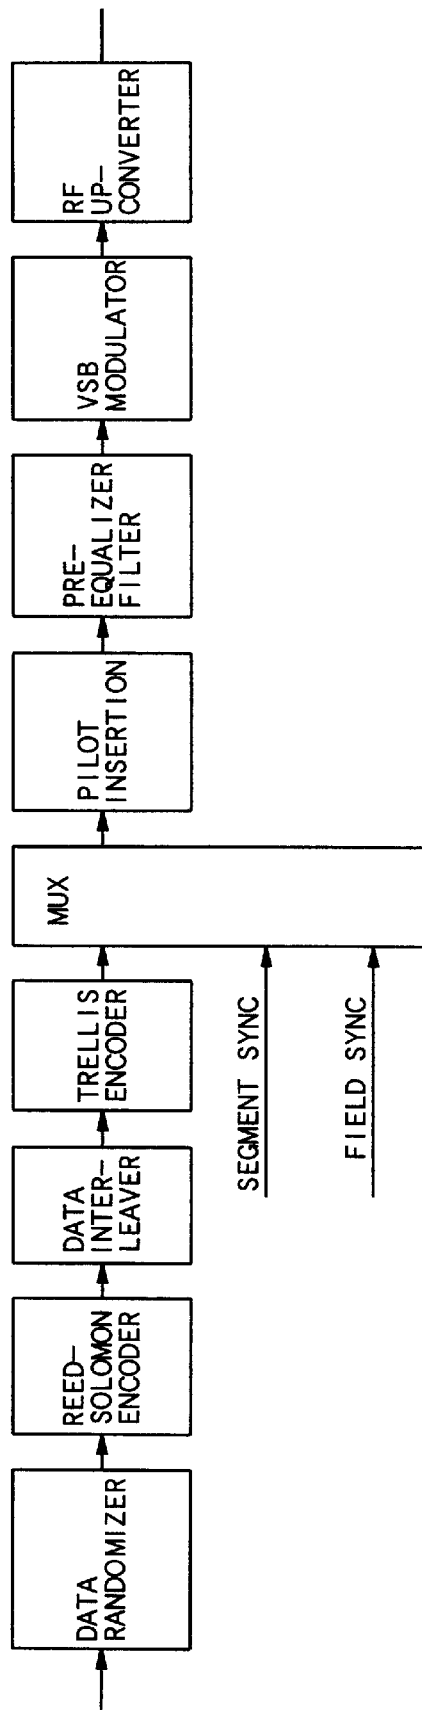 DATA
RANDOMIZER
REED-
SOLOMON
ENCODER
DATA
INTER-
LEAVER
TRELLIS
ENCODER
MUX
SEGMENT SYNC
FIELD SYNC
PILOT
INSERTION
PRE-
EQUALIZER
FILTER
VSB
MODULATOR
RF
UP-
CONVERTER